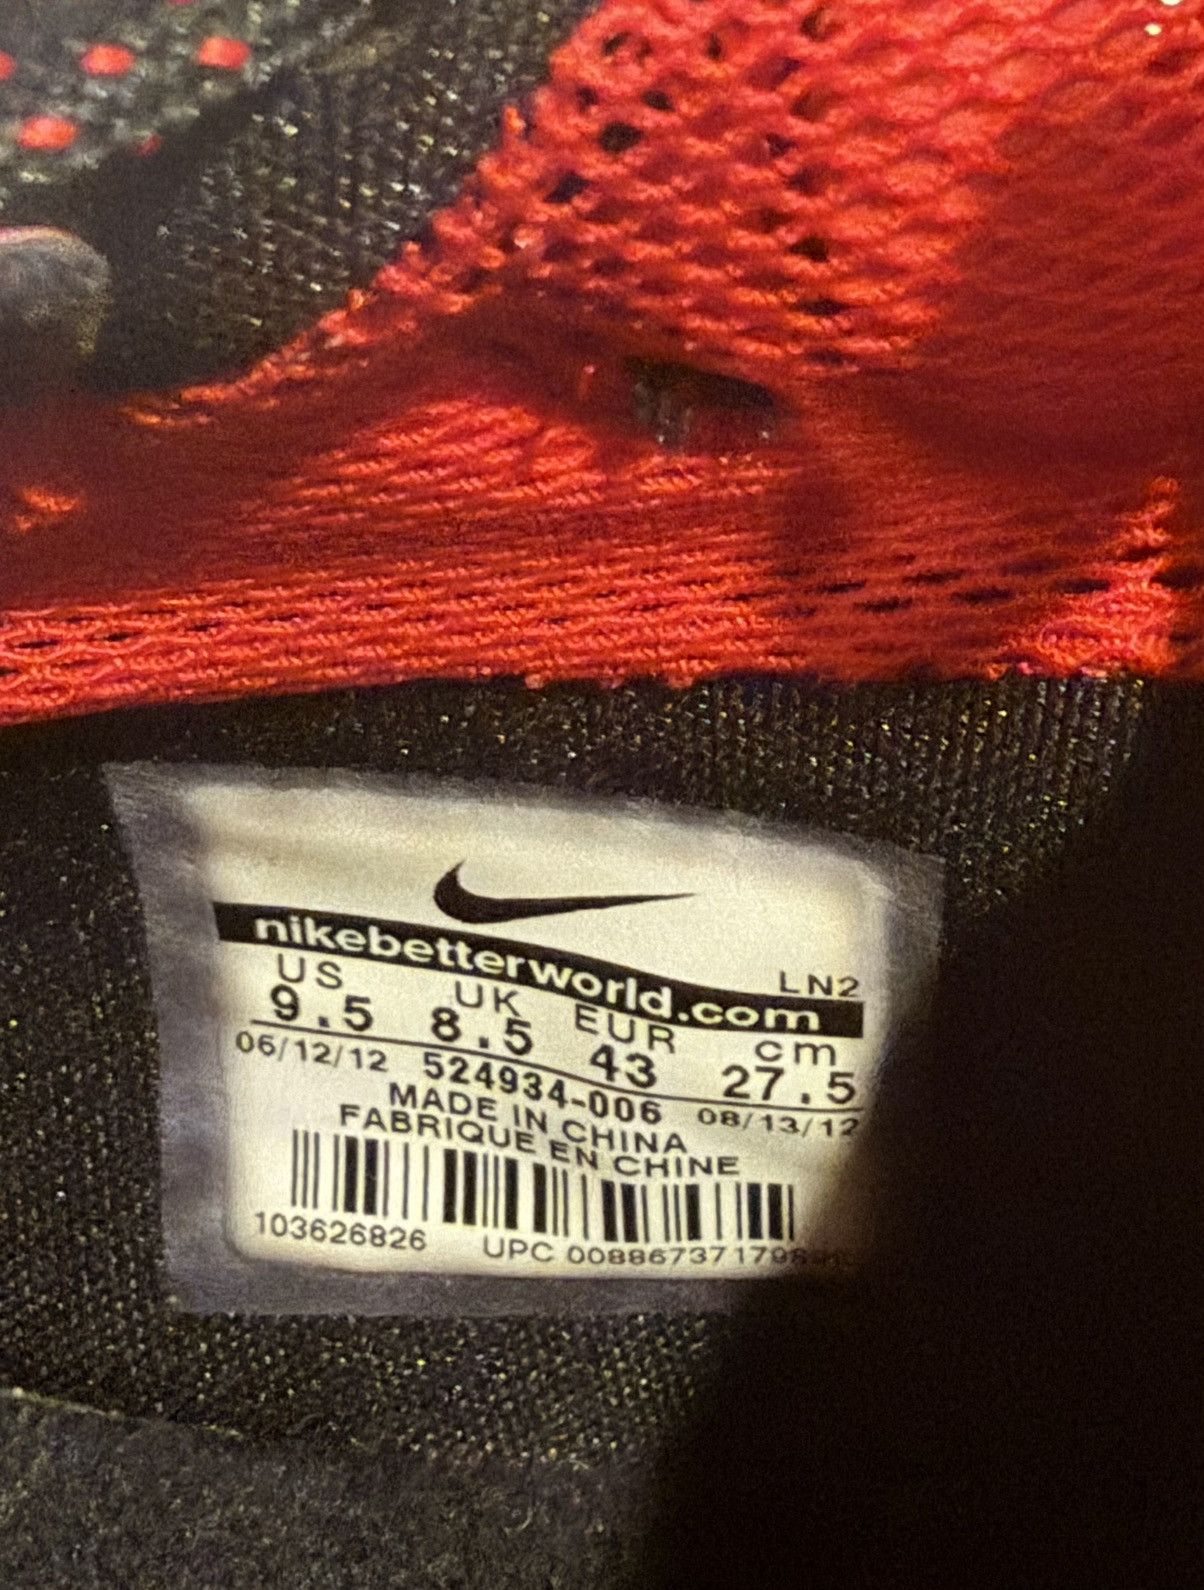 nikebetterworld.com
LN2
US UK EUR cm
9.5 8.5 43 27.5
06/12/12 524934-006 08/13/12
MADE IN CHINA
FABRIQUE EN CHINE
103626826 UPC